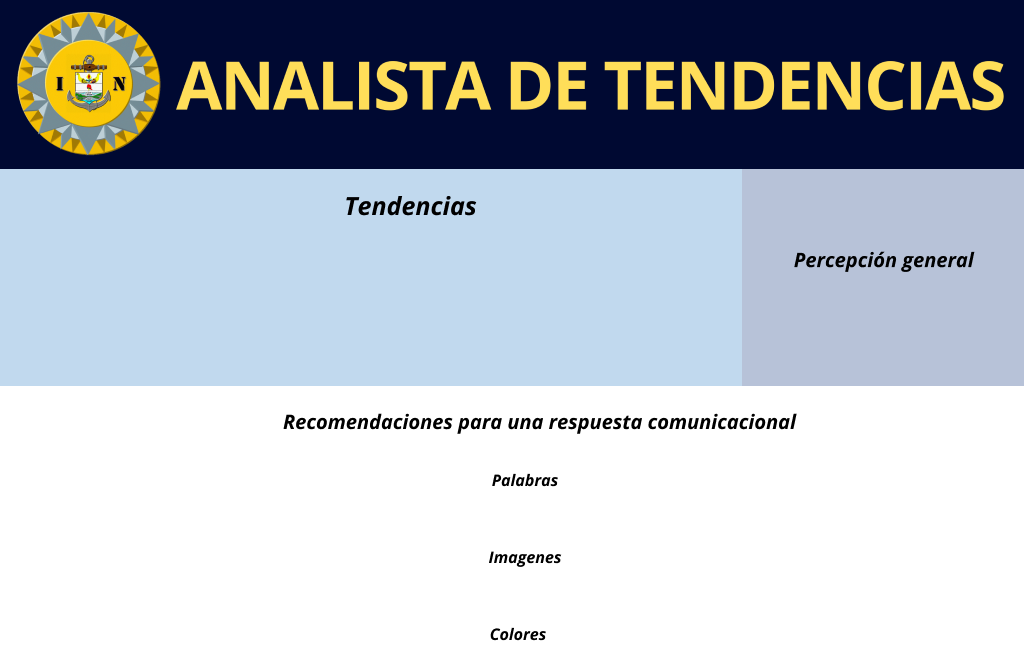 I N
ANALISTA DE TENDENCIAS
Tendencias
Percepción general
Recomendaciones para una respuesta comunicacional
Palabras
Imagenes
Colores